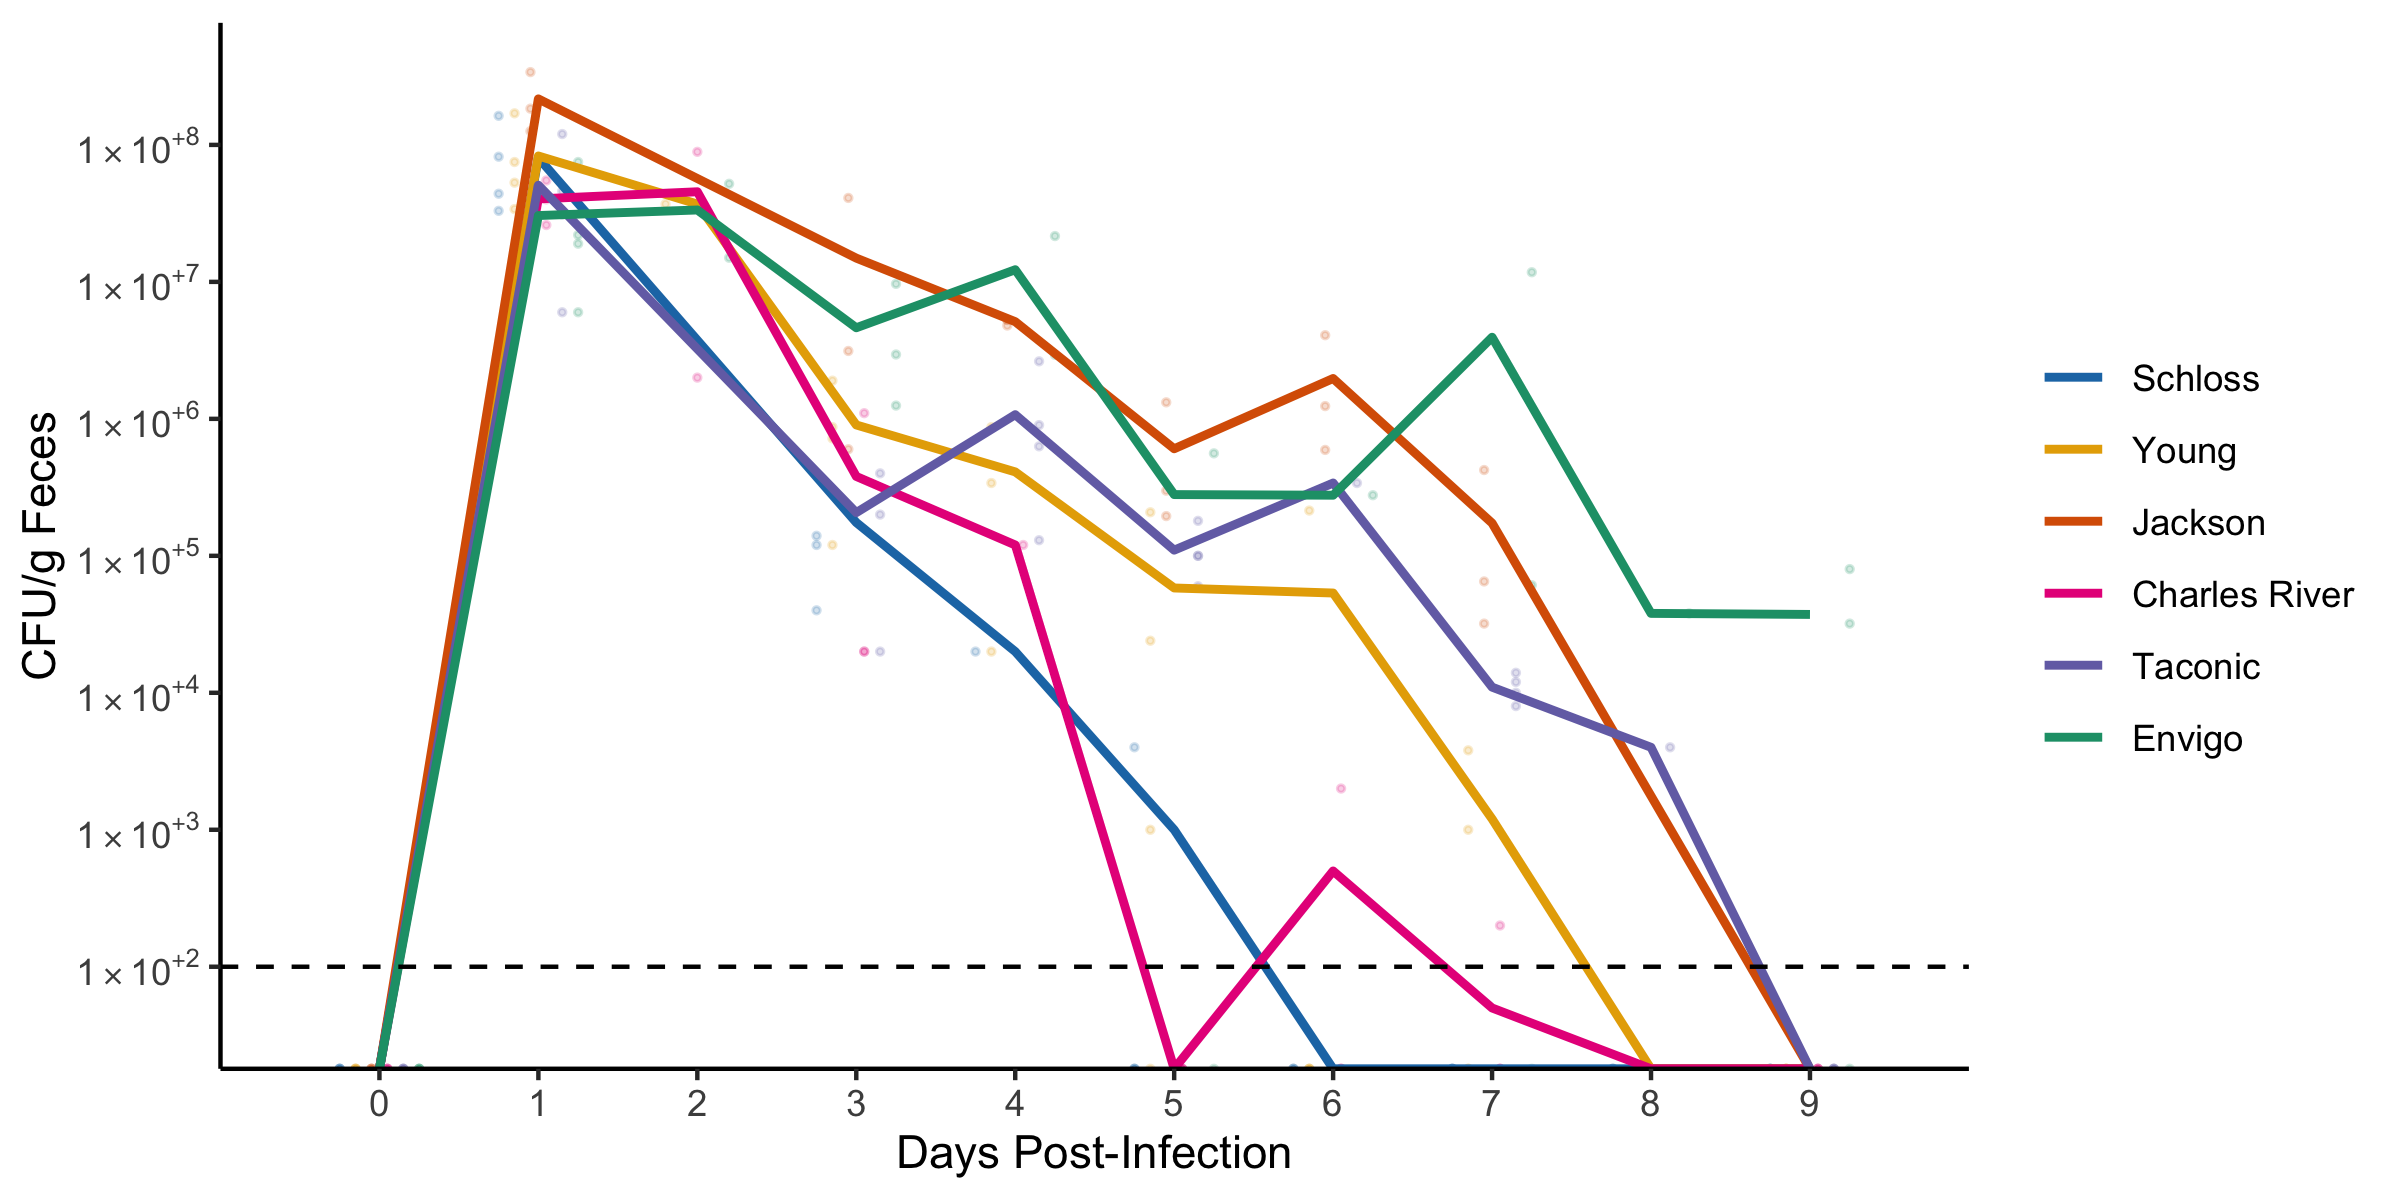 CFU/g Feces
1×10+8
1×10+7
1×10+6
1×10+5
1×10+4
1×10+3
1×10+2
0 1 2 3 4 5 6 7 8 9
Days Post-Infection
Schloss
Young
Jackson
Charles River
Taconic
Envigo